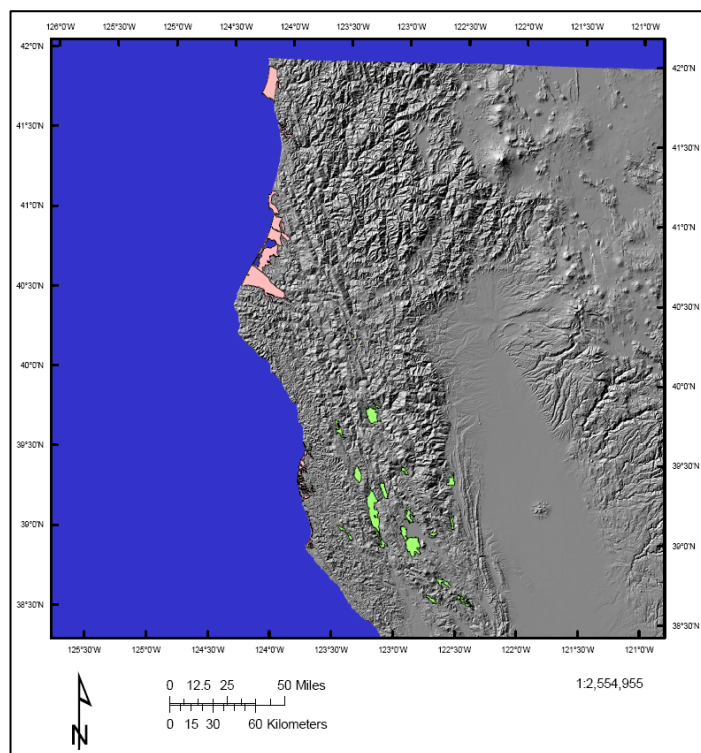 126°0'W 125°30'W 125°0'W 124°30'W 124°0'W 123°30'W 123°0'W 122°30'W 122°0'W 121°30'W 121°0'W
42°0'N 42°0'N
41°30'N 41°30'N
41°0'N 41°0'N
40°30'N 40°30'N
40°0'N 40°0'N
39°30'N 39°30'N
39°0'N 39°0'N
38°30'N 38°30'N
125°30'W 125°0'W 124°30'W 124°0'W 123°30'W 123°0'W 122°30'W 122°0'W 121°30'W 121°0'W
0 12.5 25 50 Miles
0 15 30 60 Kilometers
1:2,554,955
N